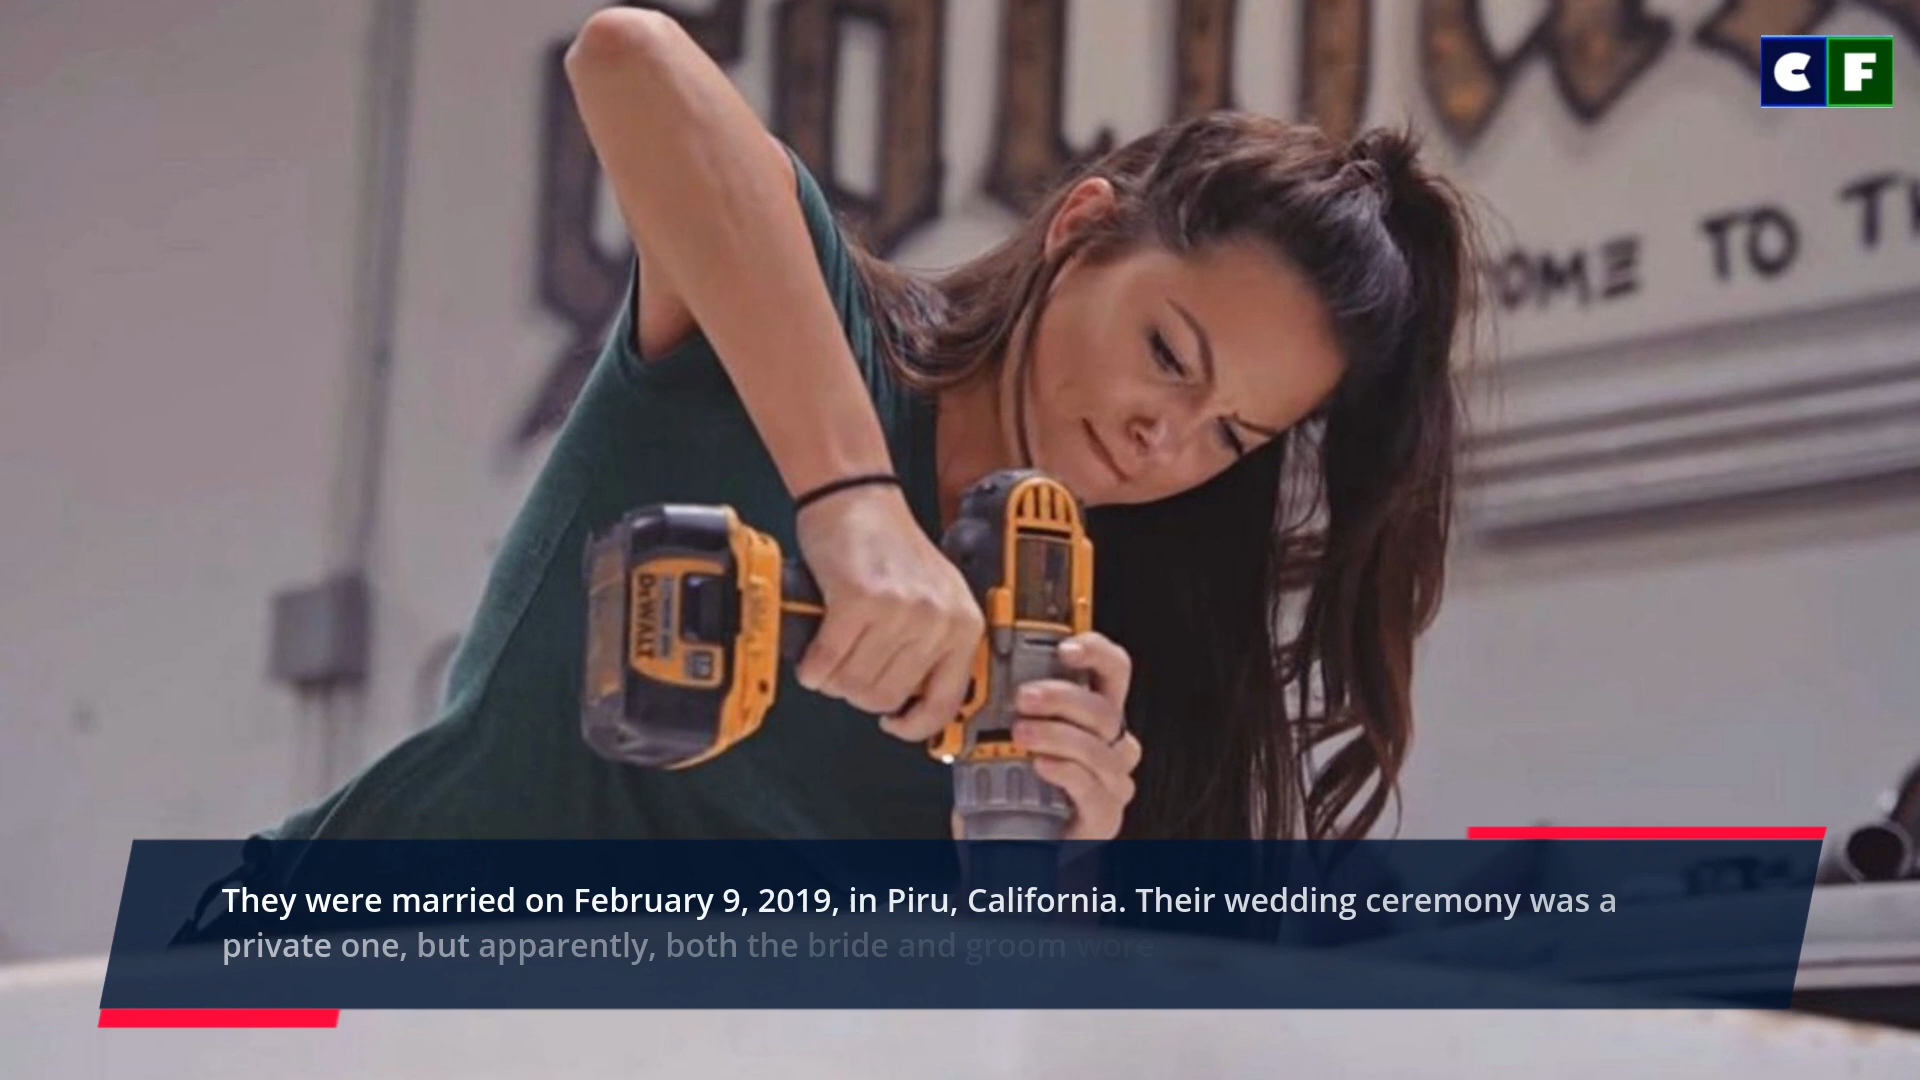 C F
OME TO TH
DEWALT
They were married on February 9, 2019, in Piru, California. Their wedding ceremony was a
private one, but apparently, both the bride and groom wore